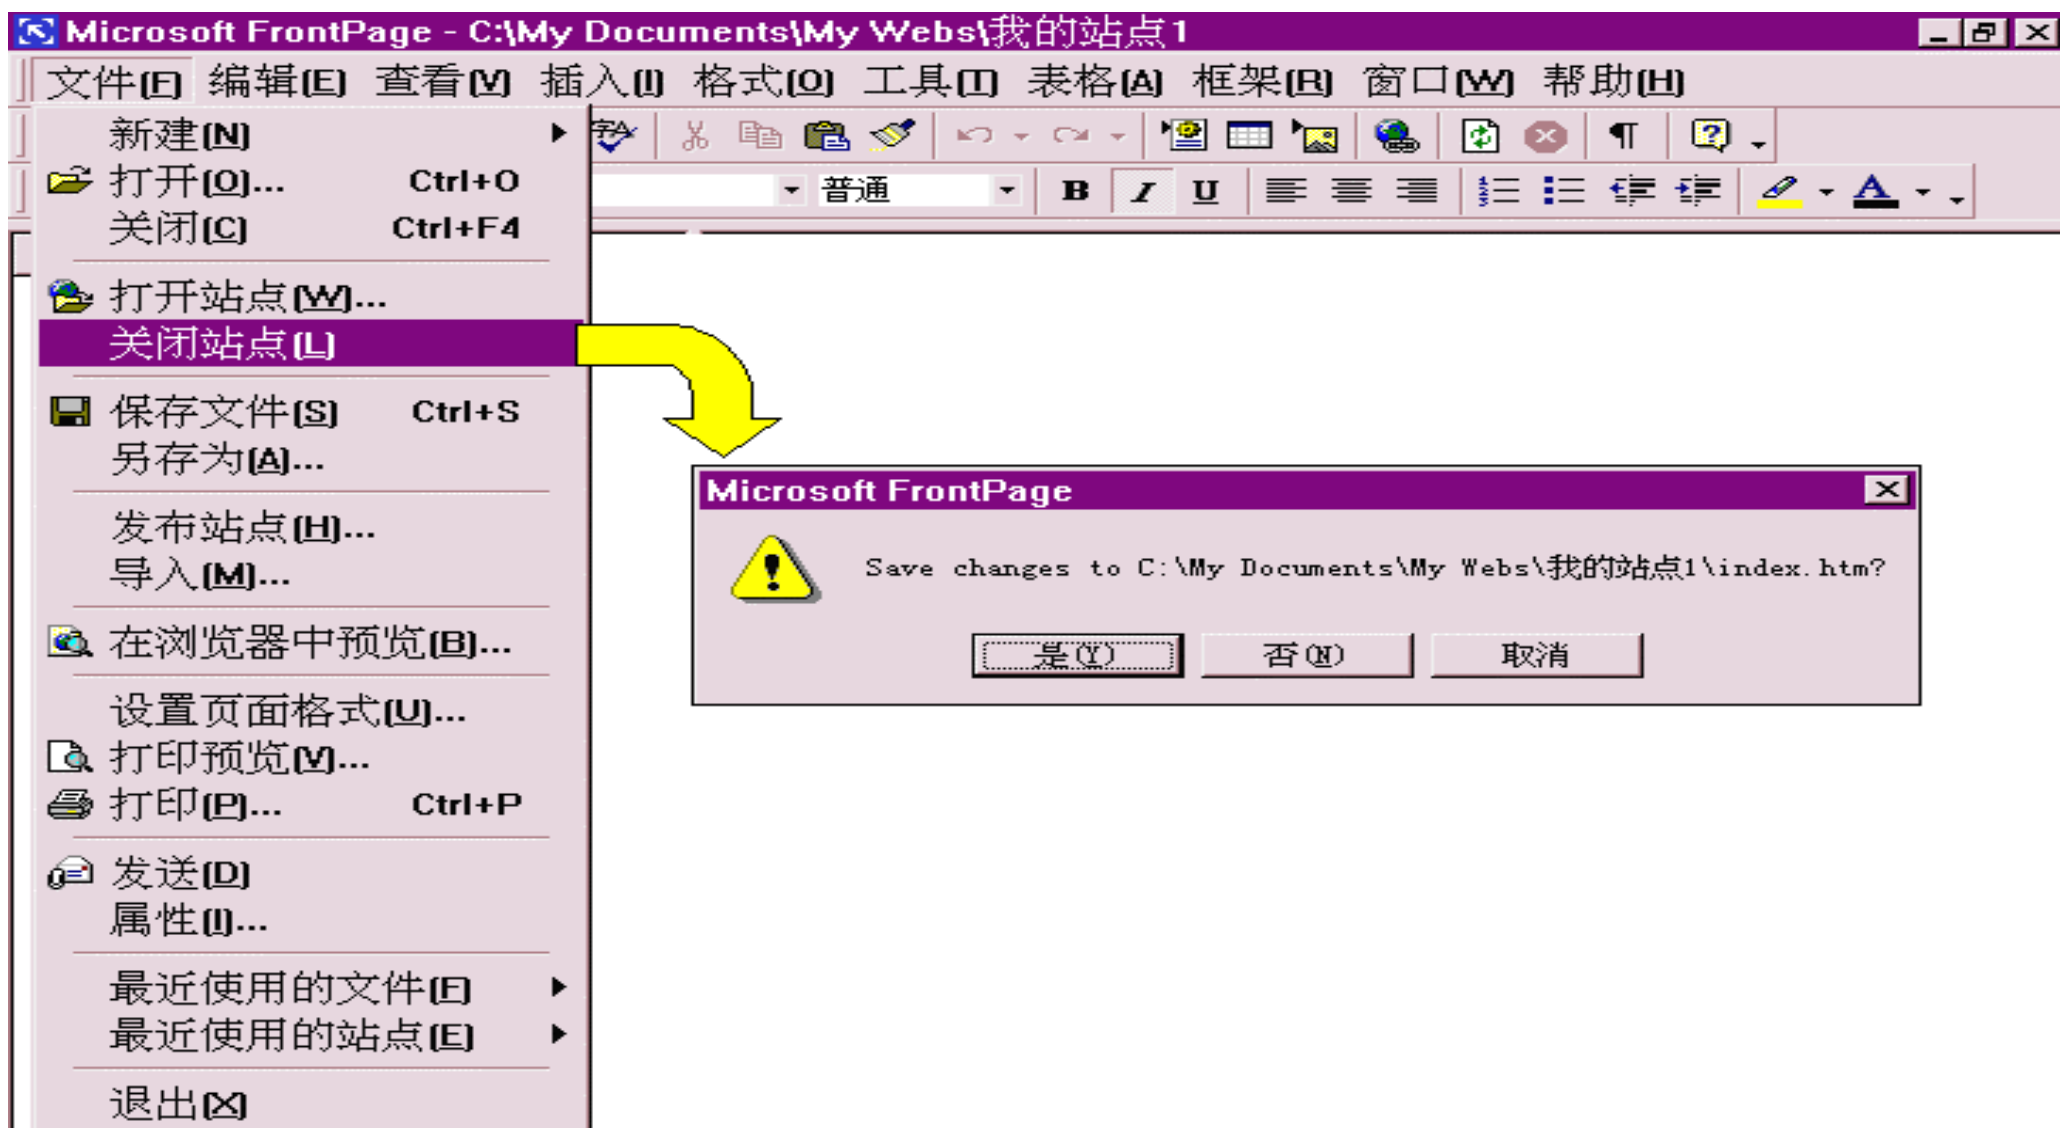 Microsoft FrontPage - C:\My Documents\My Webs\我的站点1
文件(F) 编辑(E) 查看(V) 插入(I) 格式(O) 工具(T) 表格(A) 框架(R) 窗口(W) 帮助(H)
新建(N)
打开(O)... Ctrl+O
普通 B I U A
关闭(C) Ctrl+F4
打开站点(W)...
关闭站点(L)
保存文件(S) Ctrl+S
另存为(A)...
发布站点(H)...
导入(M)...
在浏览器中预览(B)...
设置页面格式(U)...
打印预览(V)...
打印(P)... Ctrl+P
发送(D)
属性(I)...
最近使用的文件(F)
最近使用的站点(E)
退出(X)
Microsoft FrontPage
Save changes to C:\My Documents\My Webs\我的站点1\index.htm?
是(Y) 否(N) 取消